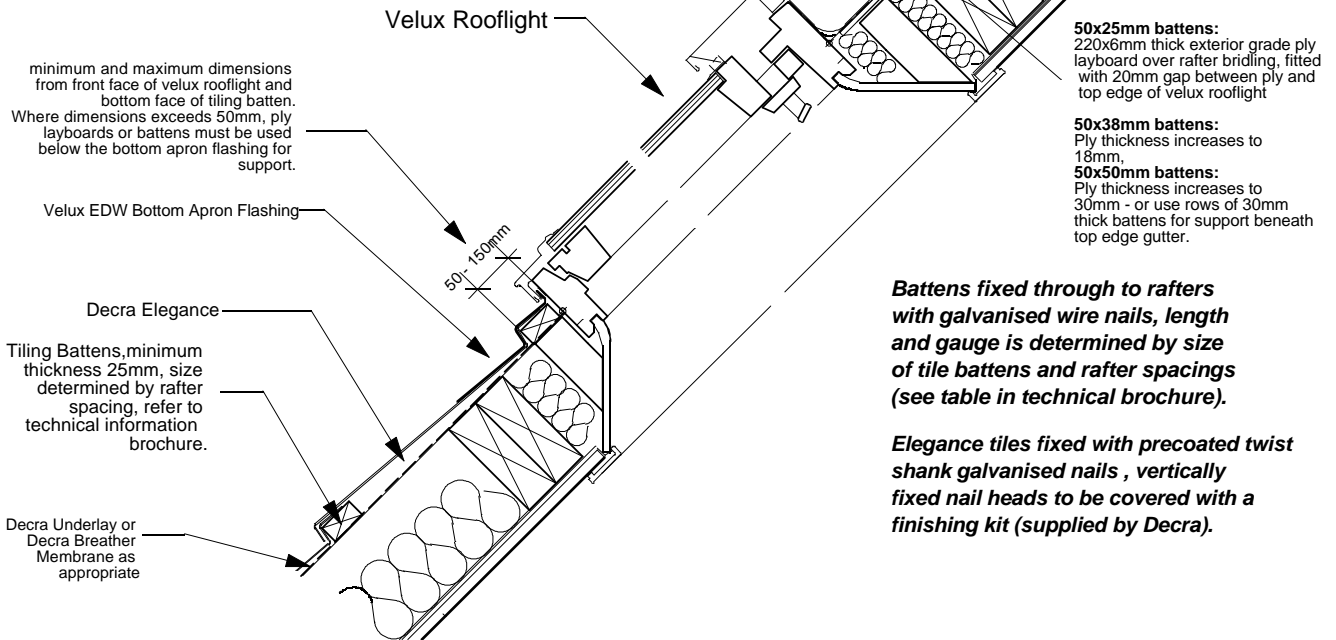 Velux Rooflight
minimum and maximum dimensions
from front face of velux rooflight and
bottom face of tiling batten.
Where dimensions exceeds 50mm, ply
layboards or battens must be used
below the bottom apron flashing for
support.
Velux EDW Bottom Apron Flashing
50 - 150mm
Decra Elegance
Tiling Battens,minimum
thickness 25mm, size
determined by rafter
spacing, refer to
technical information
brochure.
Decra Underlay or
Decra Breather
Membrane as
appropriate
50x25mm battens:
220x6mm thick exterior grade ply
layboard over rafter bridling, fitted
with 20mm gap between ply and
top edge of velux rooflight
50x38mm battens:
Ply thickness increases to
18mm,
50x50mm battens:
Ply thickness increases to
30mm - or use rows of 30mm
thick battens for support beneath
top edge gutter.
Battens fixed through to rafters
with galvanised wire nails, length
and gauge is determined by size
of tile battens and rafter spacings
(see table in technical brochure).
Elegance tiles fixed with precoated twist
shank galvanised nails , vertically
fixed nail heads to be covered with a
finishing kit (supplied by Decra).